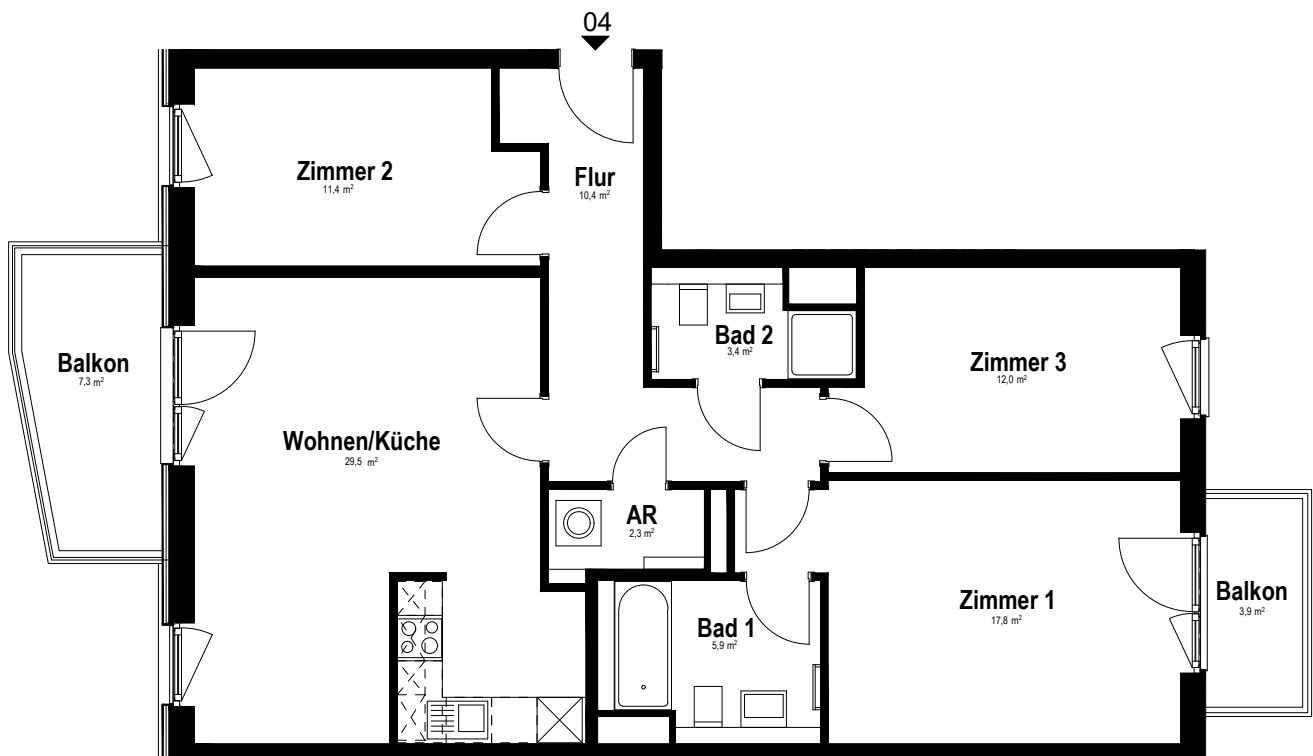 04
Zimmer 2
11,4 m²
Flur
10,4 m²
Balkon
7,3 m²
Bad 2
3,4 m²
Zimmer 3
12,0 m²
Wohnen/Küche
29,5 m²
AR
2,3 m²
Zimmer 1
17,8 m²
Balkon
3,9 m²
Bad 1
5,9 m²